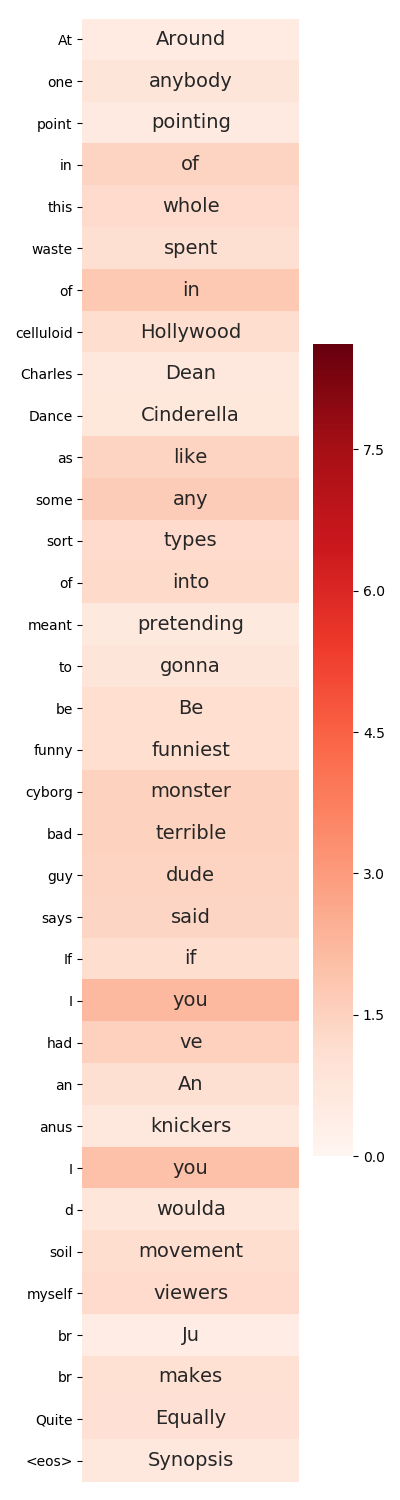 At Around
one anybody
point pointing
in of
this whole
waste spent
of in
celluloid Hollywood
Charles Dean
Dance Cinderella
as like
some any
sort types
of into
meant pretending
to gonna
be Be
funny funniest
cyborg monster
bad terrible
guy dude
says said
If if
I you
had ve
an An
anus knickers
I you
d woulda
soil movement
myself viewers
br Ju
br makes
Quite Equally
<eos> Synopsis
7.5
6.0
4.5
3.0
1.5
0.0